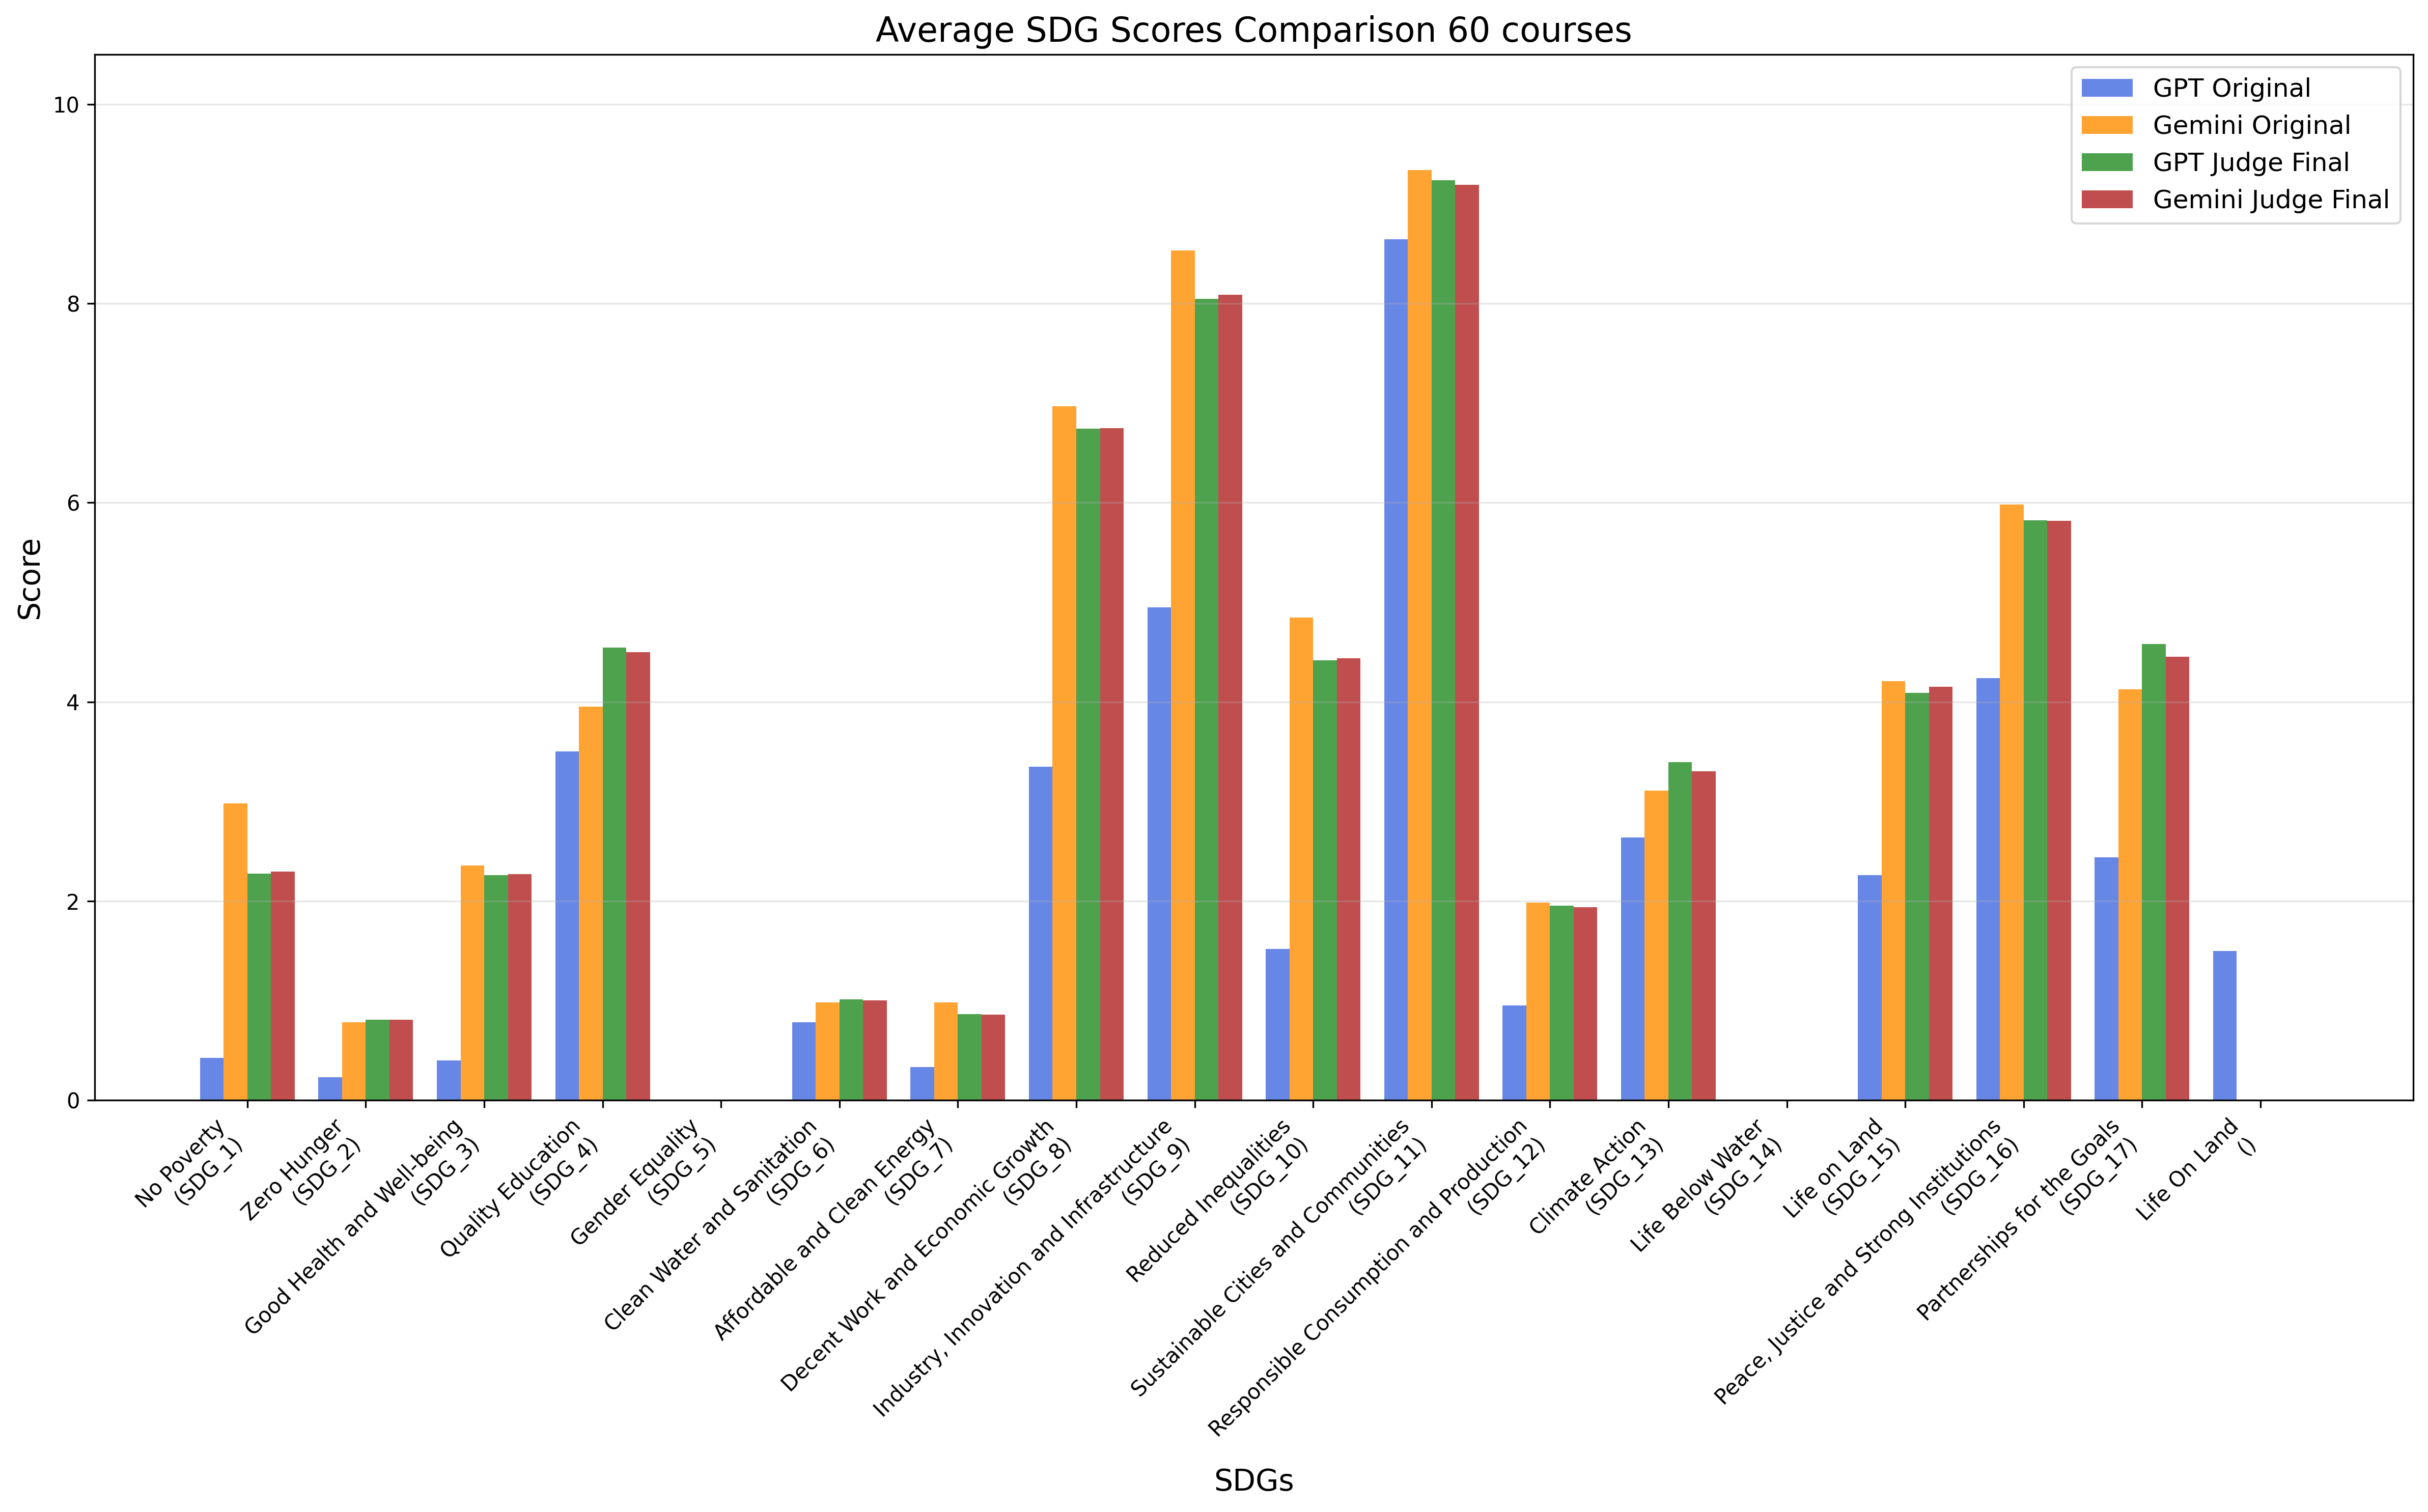 Average SDG Scores Comparison 60 courses
GPT Original
Gemini Original
GPT Judge Final
Gemini Judge Final
Score
10
8
6
4
2
0
No Poverty
(SDG_1)
Zero Hunger
(SDG_2)
Good Health and Well-being
(SDG_3)
Quality Education
(SDG_4)
Gender Equality
(SDG_5)
Clean Water and Sanitation
(SDG_6)
Affordable and Clean Energy
(SDG_7)
Decent Work and Economic Growth
(SDG_8)
Industry, Innovation and Infrastructure
(SDG_9)
Reduced Inequalities
(SDG_10)
Sustainable Cities and Communities
(SDG_11)
Responsible Consumption and Production
(SDG_12)
Climate Action
(SDG_13)
Life Below Water
(SDG_14)
Life on Land
(SDG_15)
Peace, Justice and Strong Institutions
(SDG_16)
Partnerships for the Goals
(SDG_17)
Life On Land
()
SDGs